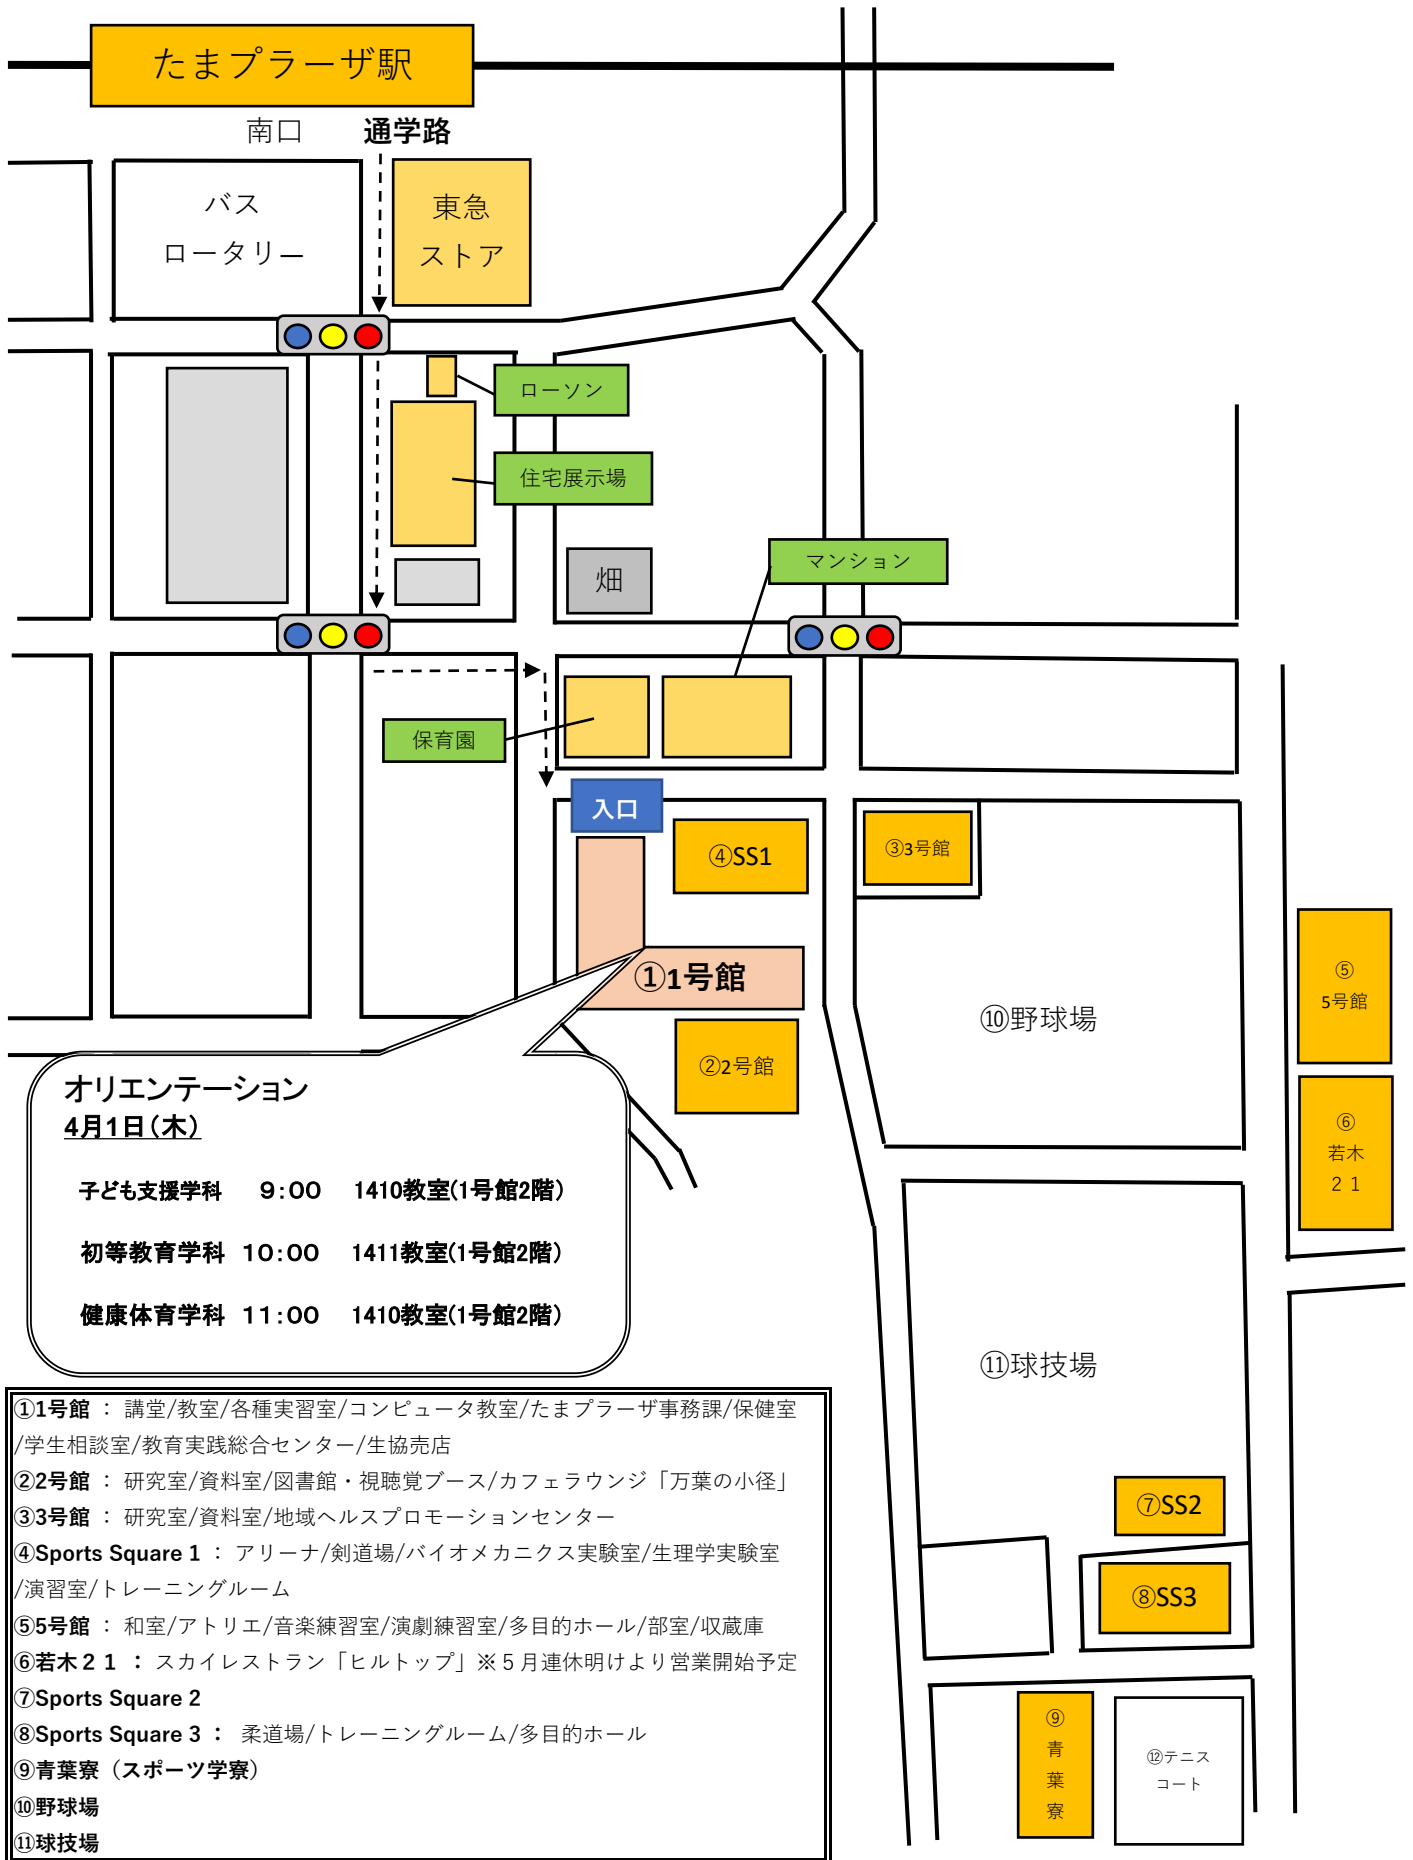 たまプラーザ駅
南口
通学路
バス
ロータリー
東急
ストア
ローソン
住宅展示場
畑
マンション
保育園
入口
④SS1
③3号館
①1号館
②2号館
⑩野球場
⑤
5号館
⑥
若木
２１
オリエンテーション
4月1日(木)
子ども支援学科 9:00 1410教室(1号館2階)
初等教育学科 10:00 1411教室(1号館2階)
健康体育学科 11:00 1410教室(1号館2階)
⑪球技場
⑦SS2
⑧SS3
⑨
青
葉
寮
⑫テニス
コート
①1号館 ： 講堂/教室/各種実習室/コンピュータ教室/たまプラーザ事務課/保健室
/学生相談室/教育実践総合センター/生協売店
②2号館 ： 研究室/資料室/図書館・視聴覚ブース/カフェラウンジ「万葉の小径」
③3号館 ： 研究室/資料室/地域ヘルスプロモーションセンター
④Sports Square 1 ： アリーナ/剣道場/バイオメカニクス実験室/生理学実験室
/演習室/トレーニングルーム
⑤5号館 ： 和室/アトリエ/音楽練習室/演劇練習室/多目的ホール/部室/収蔵庫
⑥若木２１ ： スカイレストラン「ヒルトップ」※５月連休明けより営業開始予定
⑦Sports Square 2
⑧Sports Square 3 ： 柔道場/トレーニングルーム/多目的ホール
⑨青葉寮（スポーツ学寮）
⑩野球場
⑪球技場